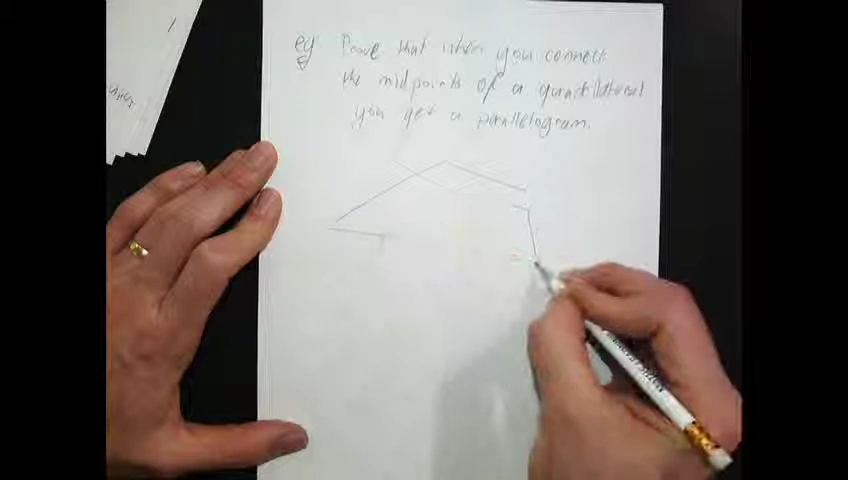 eg Prove that when you connect
the midpoints of a quadrilateral
you get a parallelogram.